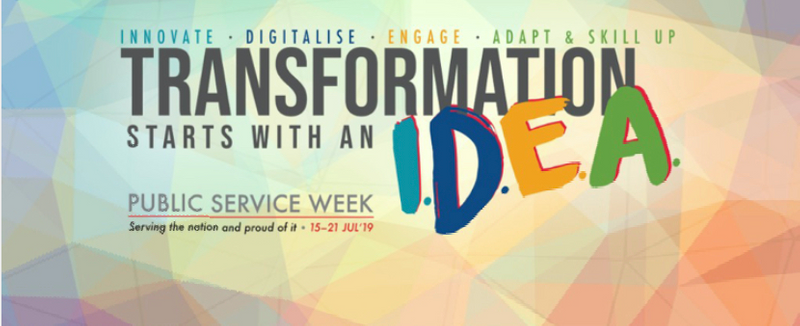 INNOVATE · DIGITALISE · ENGAGE · ADAPT & SKILL UP
TRANSFORMATION
STARTS WITH AN I.D.E.A.
PUBLIC SERVICE WEEK
Serving the nation and proud of it • 15–21 JUL'19